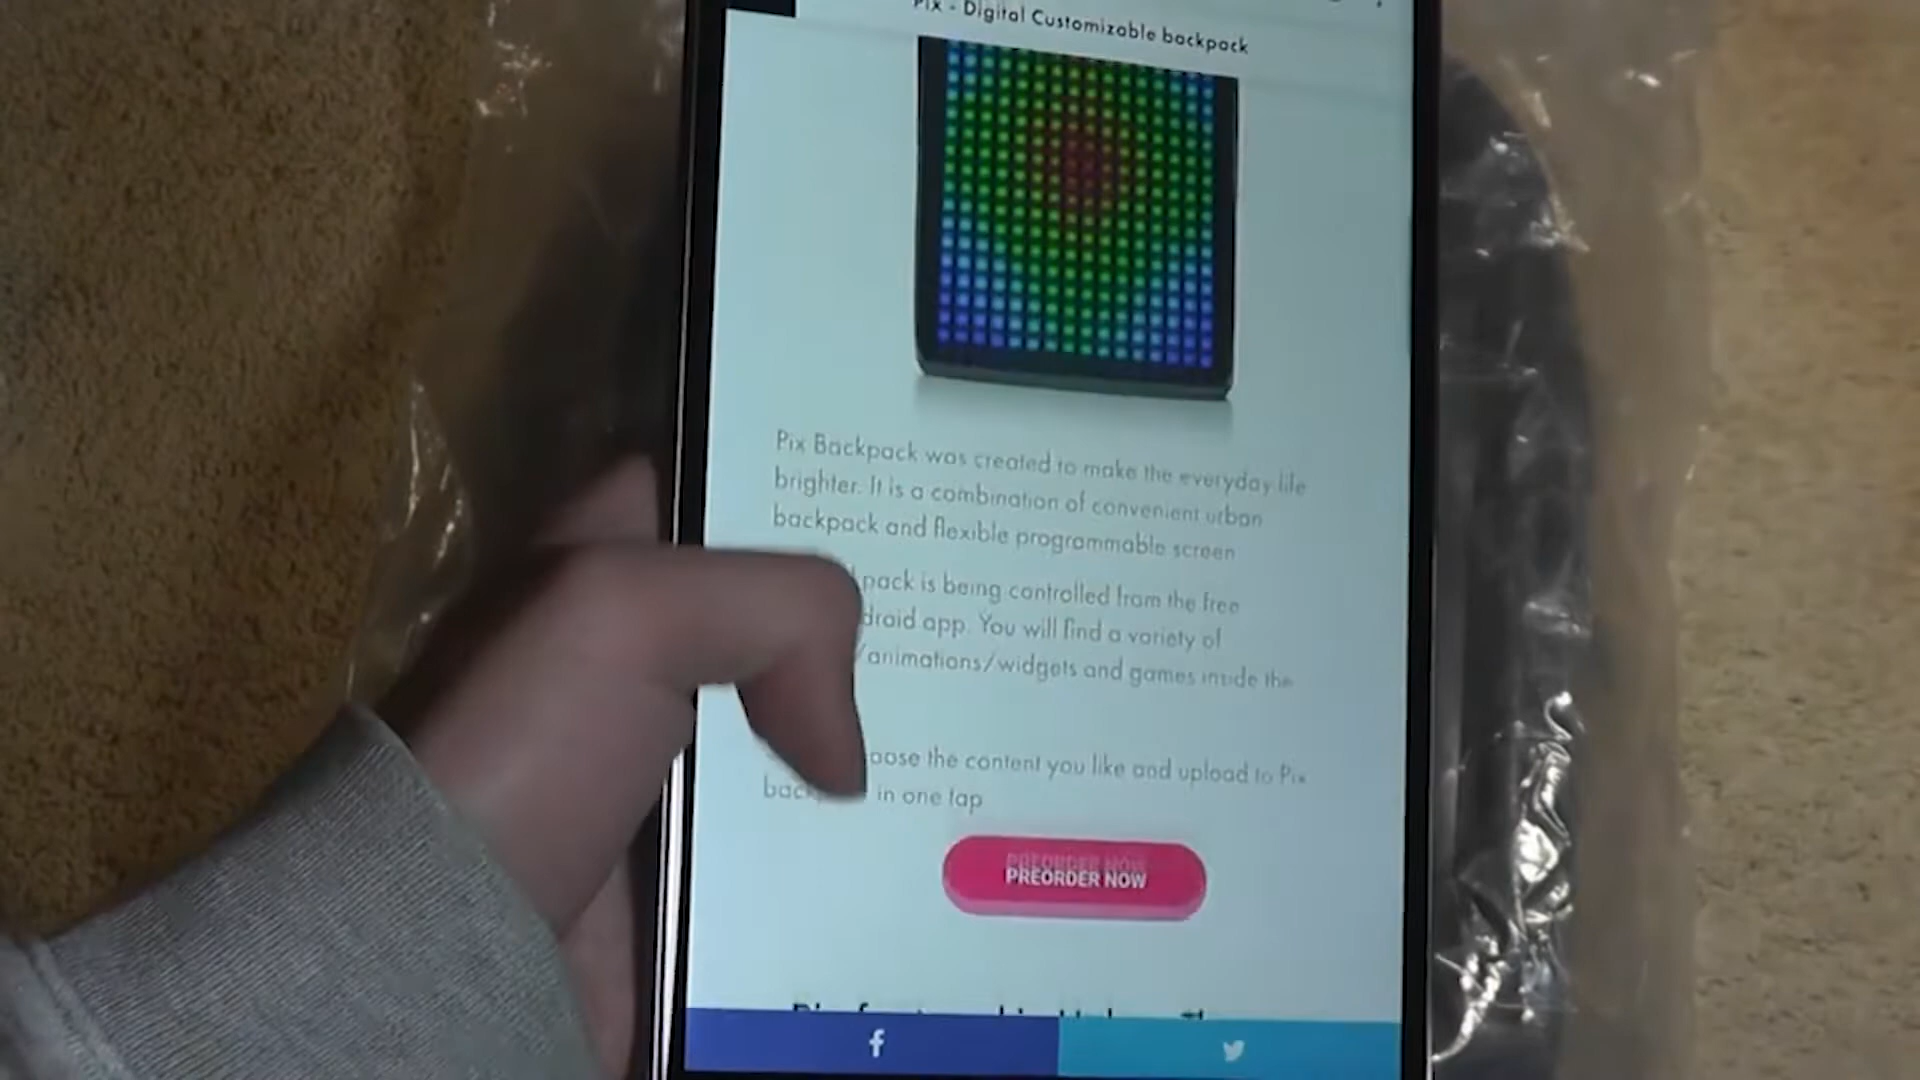 Pix - Digital Customizable backpack
Pix Backpack was created to make the everyday life
brighter. It is a combination of convenient urban
backpack and flexible programmable screen
pack is being controlled from the free
droid app. You will find a variety of
/animations/widgets and games inside the
oose the content you like and upload to Pix
in one tap
PREORDER NOW